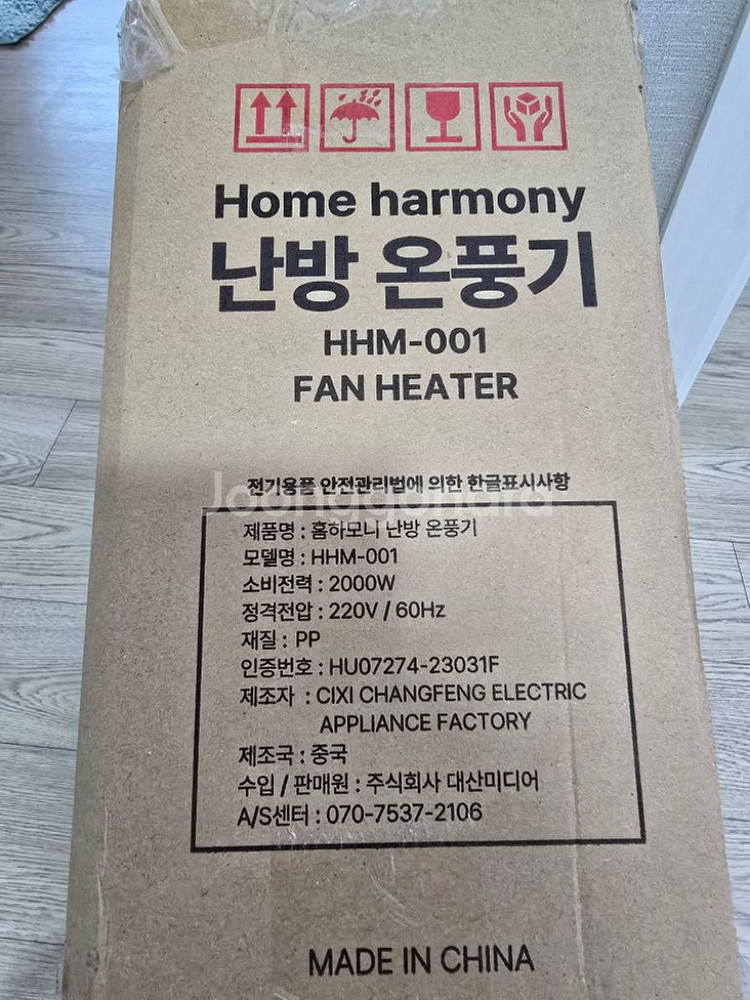 Home harmony
난방 온풍기
HHM-001
FAN HEATER
전기용품 안전관리법에 의한 한글표시사항
Joonggonara
제품명 : 홈하모니 난방 온풍기
모델명 : HHM-001
소비전력 : 2000W
정격전압 : 220V / 60Hz
재질 : PP
인증번호 : HU07274-23031F
제조자 : CIXI CHANGFENG ELECTRIC
APPLIANCE FACTORY
제조국 : 중국
수입 / 판매원 : 주식회사 대산미디어
A/S센터 : 070-7537-2106
MADE IN CHINA